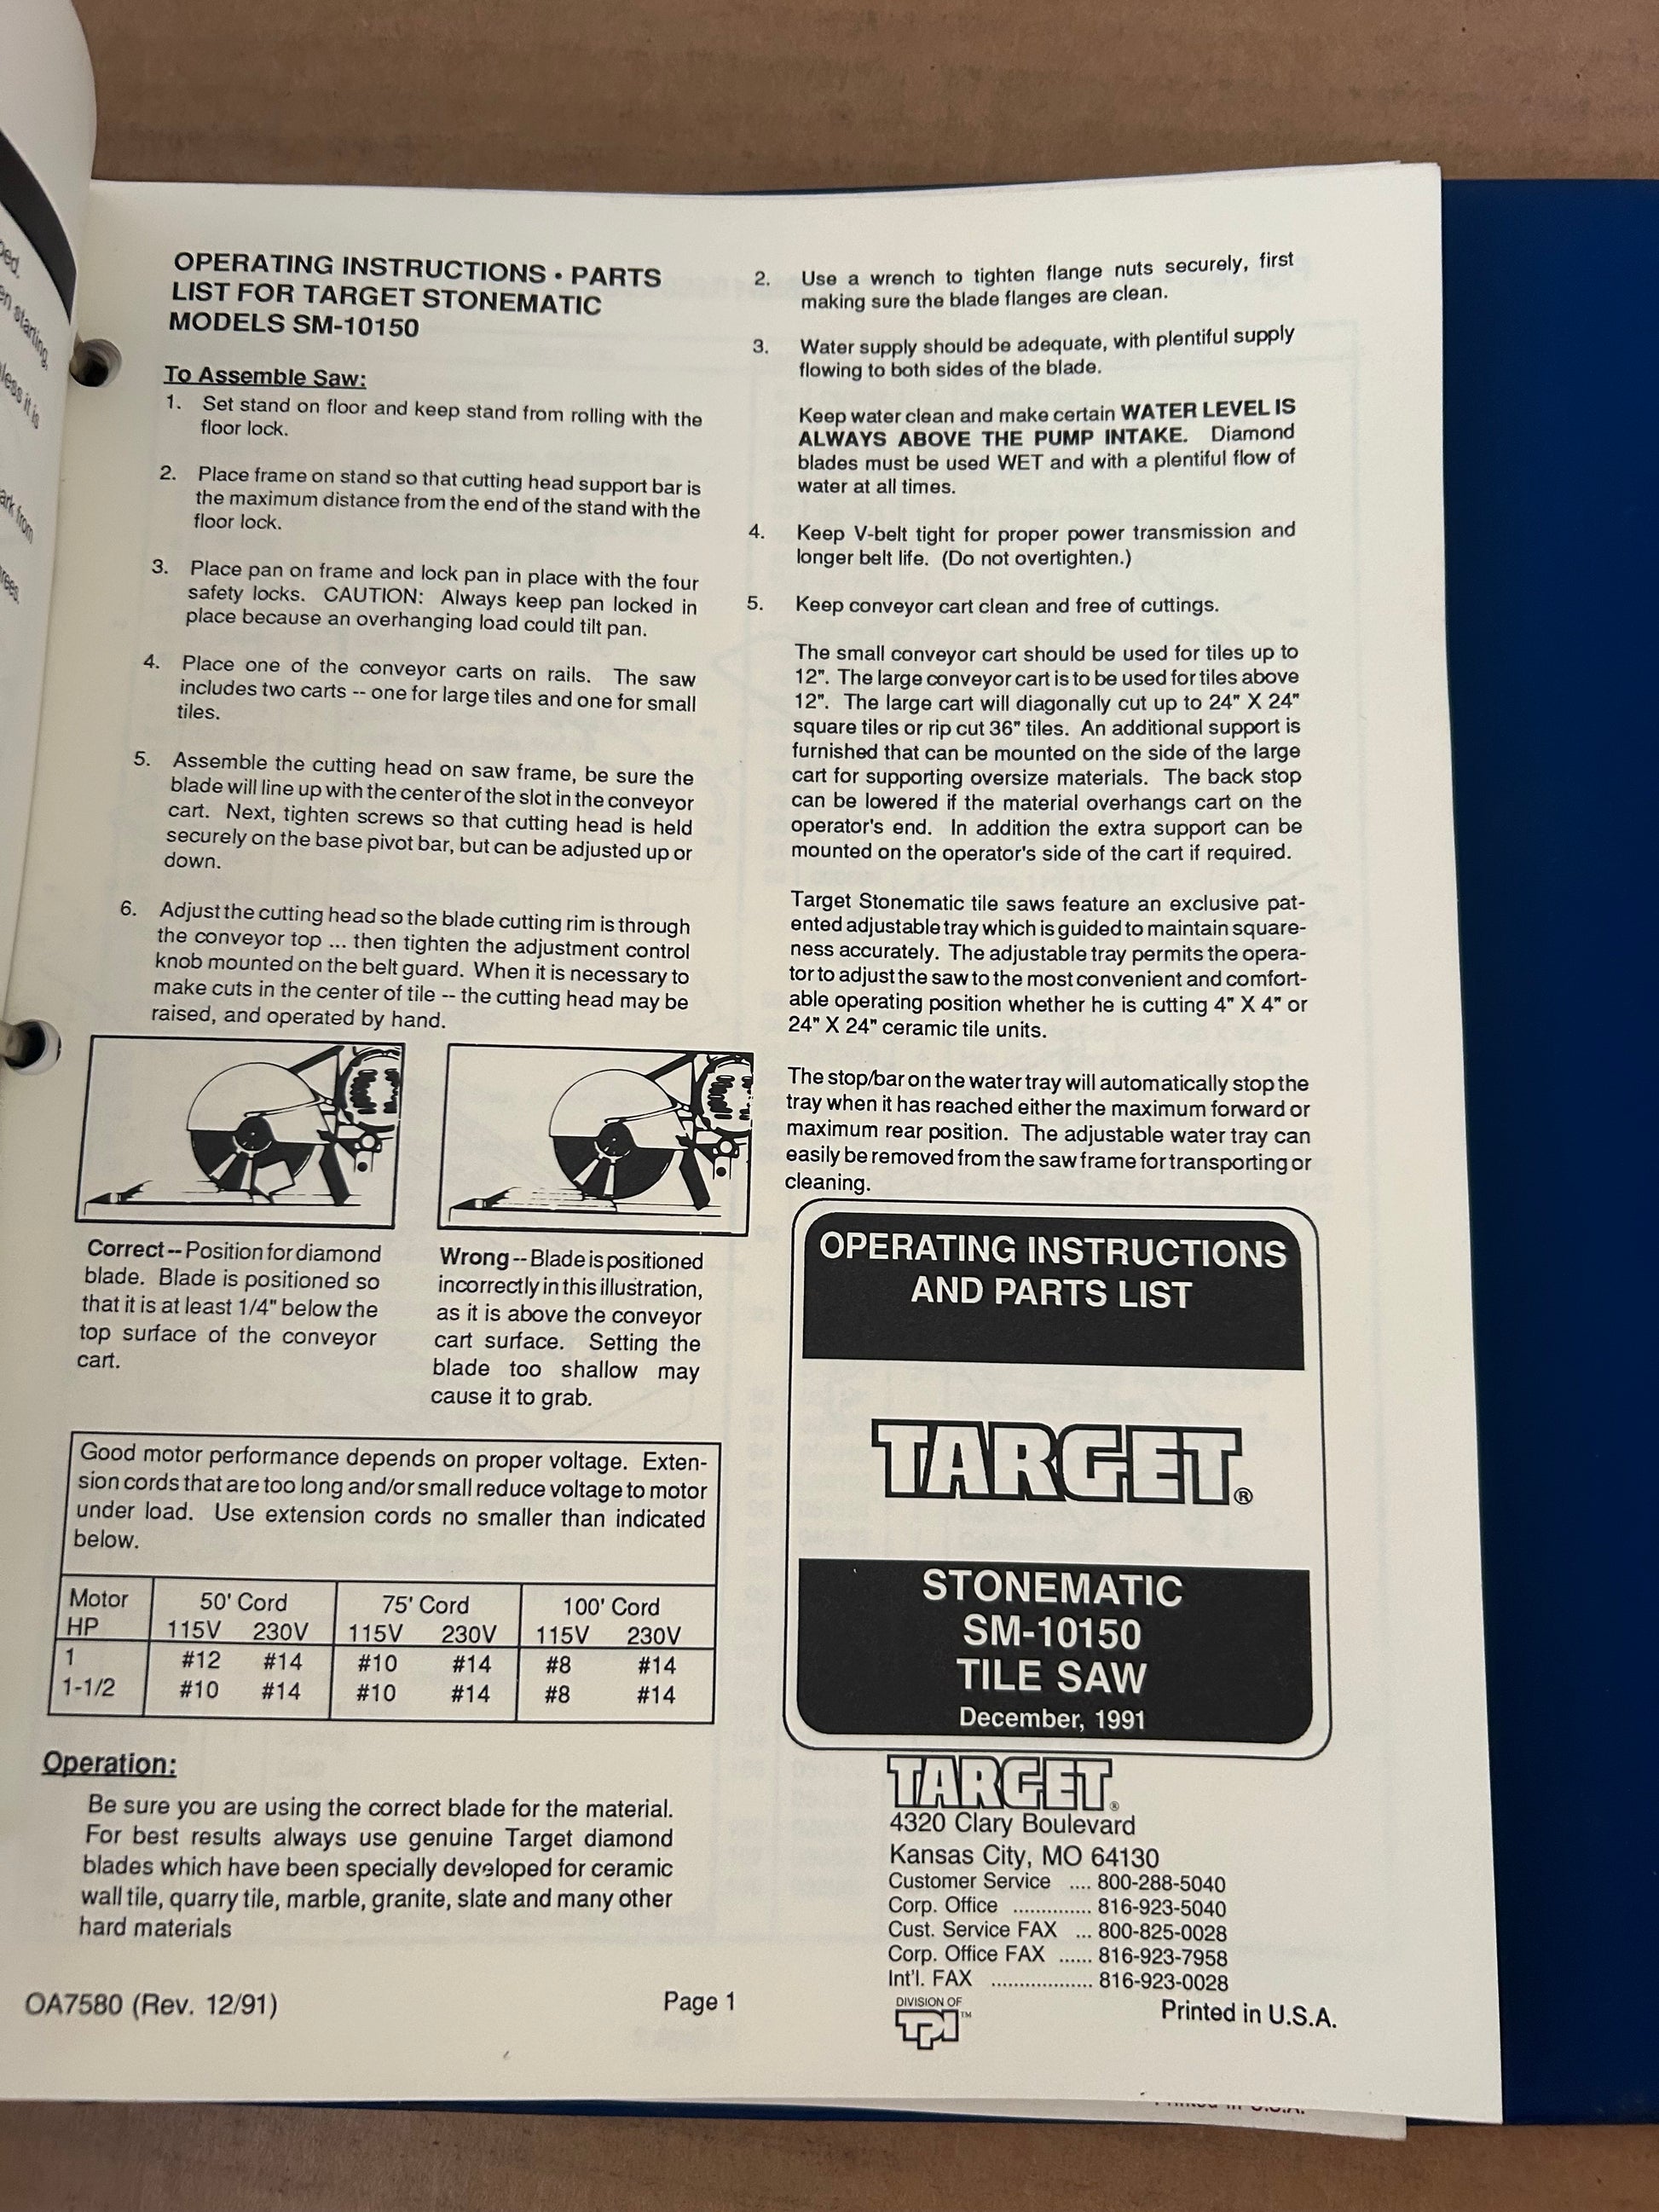 ped.
en starting,
less it is
ark from
rees.
OPERATING INSTRUCTIONS • PARTS
LIST FOR TARGET STONEMATIC
MODELS SM-10150
To Assemble Saw:
1. Set stand on floor and keep stand from rolling with the
floor lock.
2. Place frame on stand so that cutting head support bar is
the maximum distance from the end of the stand with the
floor lock.
3. Place pan on frame and lock pan in place with the four
safety locks. CAUTION: Always keep pan locked in
place because an overhanging load could tilt pan.
4. Place one of the conveyor carts on rails. The saw
includes two carts -- one for large tiles and one for small
tiles.
5. Assemble the cutting head on saw frame, be sure the
blade will line up with the center of the slot in the conveyor
cart. Next, tighten screws so that cutting head is held
securely on the base pivot bar, but can be adjusted up or
down.
6. Adjust the cutting head so the blade cutting rim is through
the conveyor top ... then tighten the adjustment control
knob mounted on the belt guard. When it is necessary to
make cuts in the center of tile -- the cutting head may be
raised, and operated by hand.
Correct -- Position for diamond
blade. Blade is positioned so
that it is at least 1/4" below the
top surface of the conveyor
cart.
Wrong -- Blade is positioned
incorrectly in this illustration,
as it is above the conveyor
cart surface. Setting the
blade too shallow may
cause it to grab.
Good motor performance depends on proper voltage. Exten-
sion cords that are too long and/or small reduce voltage to motor
under load. Use extension cords no smaller than indicated
below.
Motor 50' Cord 75' Cord 100' Cord
HP 115V 230V 115V 230V 115V 230V
1 #12 #14 #10 #14 #8 #14
1-1/2 #10 #14 #10 #14 #8 #14
Operation:
Be sure you are using the correct blade for the material.
For best results always use genuine Target diamond
blades which have been specially developed for ceramic
wall tile, quarry tile, marble, granite, slate and many other
hard materials
2. Use a wrench to tighten flange nuts securely, first
making sure the blade flanges are clean.
3. Water supply should be adequate, with plentiful supply
flowing to both sides of the blade.
Keep water clean and make certain WATER LEVEL IS
ALWAYS ABOVE THE PUMP INTAKE. Diamond
blades must be used WET and with a plentiful flow of
water at all times.
4. Keep V-belt tight for proper power transmission and
longer belt life. (Do not overtighten.)
5. Keep conveyor cart clean and free of cuttings.
The small conveyor cart should be used for tiles up to
12". The large conveyor cart is to be used for tiles above
12". The large cart will diagonally cut up to 24" X 24"
square tiles or rip cut 36" tiles. An additional support is
furnished that can be mounted on the side of the large
cart for supporting oversize materials. The back stop
can be lowered if the material overhangs cart on the
operator's end. In addition the extra support can be
mounted on the operator's side of the cart if required.
Target Stonematic tile saws feature an exclusive pat-
ented adjustable tray which is guided to maintain square-
ness accurately. The adjustable tray permits the opera-
tor to adjust the saw to the most convenient and comfort-
able operating position whether he is cutting 4" X 4" or
24" X 24" ceramic tile units.
The stop/bar on the water tray will automatically stop the
tray when it has reached either the maximum forward or
maximum rear position. The adjustable water tray can
easily be removed from the saw frame for transporting or
cleaning.
OPERATING INSTRUCTIONS
AND PARTS LIST
TARGET®
STONEMATIC
SM-10150
TILE SAW
December, 1991
TARGET®
4320 Clary Boulevard
Kansas City, MO 64130
Customer Service .... 800-288-5040
Corp. Office .............. 816-923-5040
Cust. Service FAX ... 800-825-0028
Corp. Office FAX ...... 816-923-7958
Int'l. FAX .................. 816-923-0028
DIVISION OF
TPI™
OA7580 (Rev. 12/91) Page 1 Printed in U.S.A.